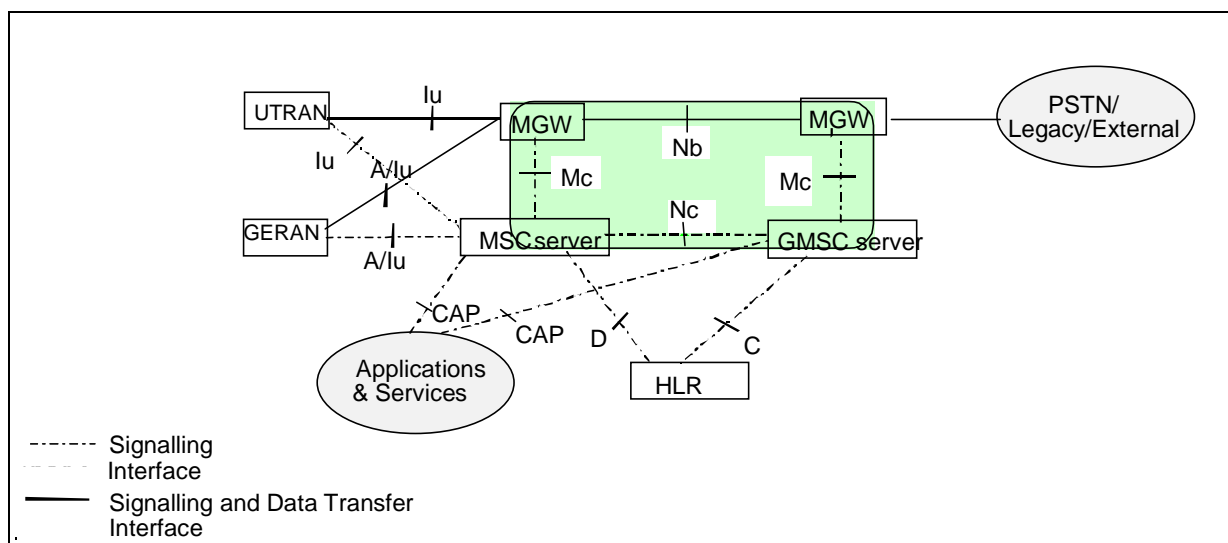 Iu
UTRAN
MGW
MGW
PSTN/
Legacy/External
Iu
Nb
A/Iu
Mc
Mc
GERAN
Nc
MSC server
GMSC server
A/Iu
CAP
CAP
D
C
Applications
& Services
HLR
Signalling
Interface
Signalling and Data Transfer
Interface